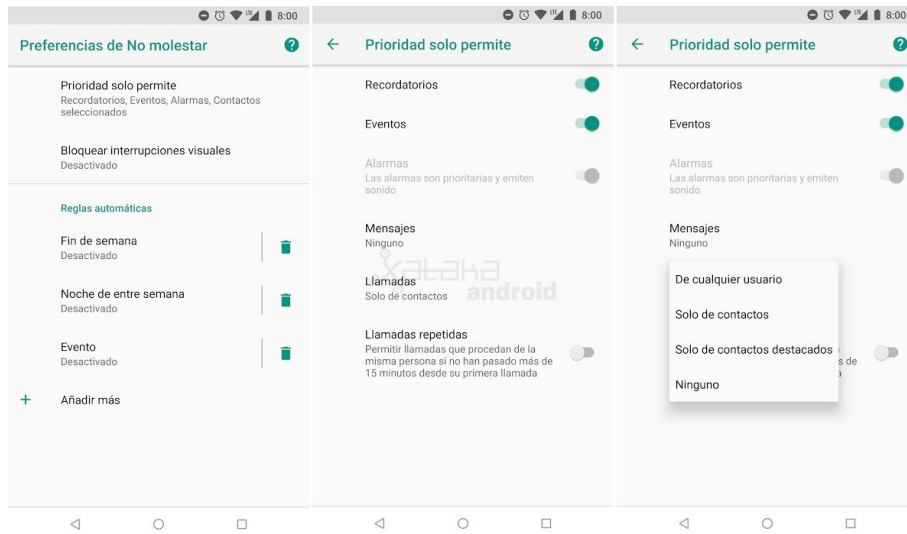 8:00
Preferencias de No molestar
Prioridad solo permite
Recordatorios, Eventos, Alarmas, Contactos
seleccionados
Bloquear interrupciones visuales
Desactivado
Reglas automáticas
Fin de semana
Desactivado
Noche de entre semana
Desactivado
Evento
Desactivado
+ Añadir más
LTE 8:00
Prioridad solo permite
Recordatorios
Eventos
Alarmas
Las alarmas son prioritarias y emiten
sonido
Mensajes
Ninguno
xataka
android
Llamadas
Solo de contactos
Llamadas repetidas
Permitir llamadas que procedan de la
misma persona si no han pasado más de
15 minutos desde su primera llamada
LTE 8:00
Prioridad solo permite
Recordatorios
Eventos
Alarmas
Las alarmas son prioritarias y emiten
sonido
Mensajes
Ninguno
De cualquier usuario
Solo de contactos
Solo de contactos destacados
s de
Ninguno